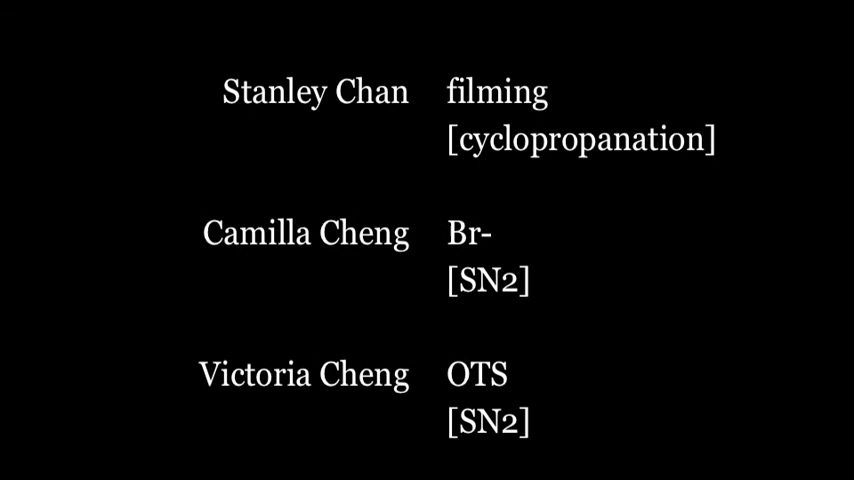 Stanley Chan filming
[cyclopropanation]
Camilla Cheng Br-
[SN2]
Victoria Cheng OTS
[SN2]